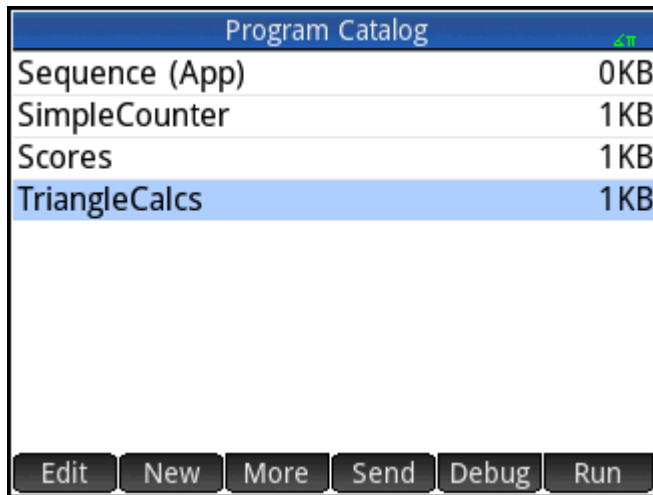 Program Catalog
∡π
Sequence (App) 0KB
SimpleCounter 1KB
Scores 1KB
TriangleCalcs 1KB
Edit New More Send Debug Run